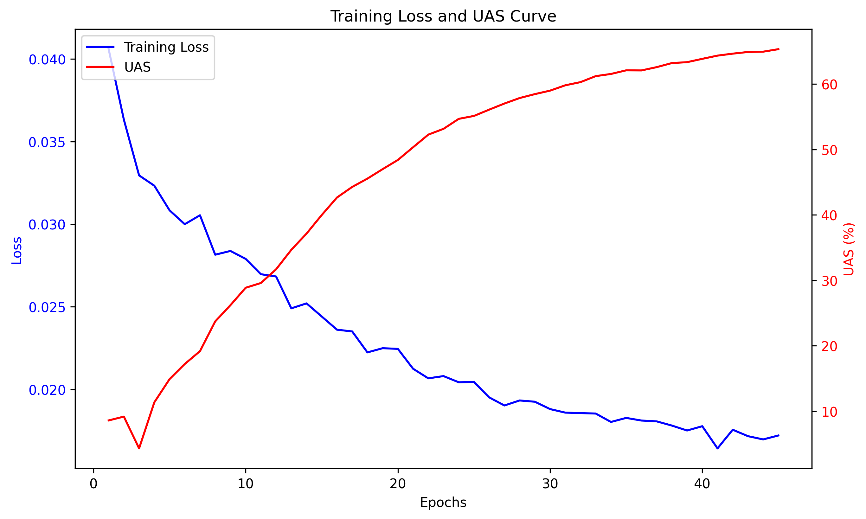 Training Loss and UAS Curve
Training Loss
UAS
0.040
0.035
0.030
0.025
0.020
Loss
60
50
40
30
20
10
UAS (%)
0 10 20 30 40
Epochs